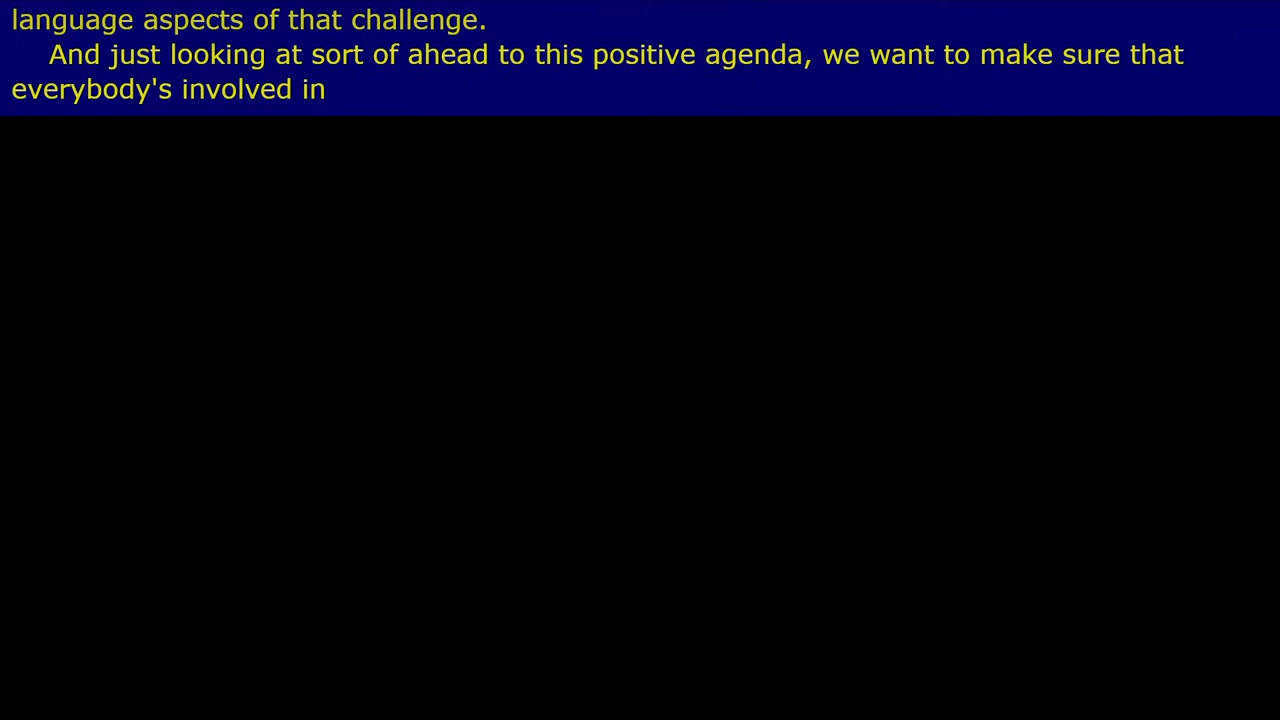 language aspects of that challenge.
And just looking at sort of ahead to this positive agenda, we want to make sure that
everybody's involved in